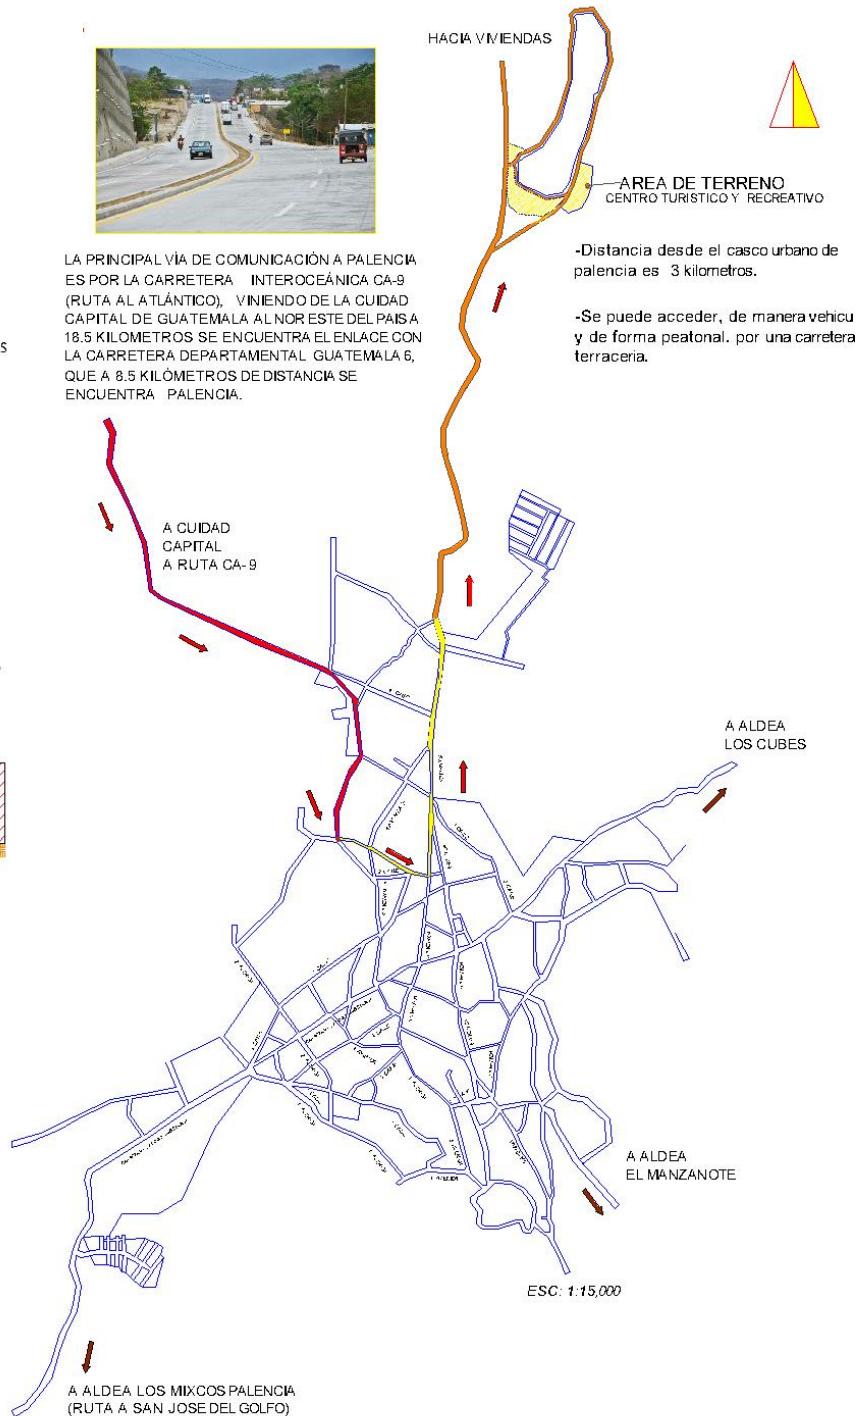 HACIA VIVIENDAS
AREA DE TERRENO
CENTRO TURISTICO Y RECREATIVO
LA PRINCIPAL VÍA DE COMUNICACIÓN A PALENCIA
ES POR LA CARRETERA INTEROCEÁNICA CA-9
(RUTA AL ATLÁNTICO), VINIENDO DE LA CUIDAD
CAPITAL DE GUATEMALA AL NOR ESTE DEL PAIS A
18.5 KILOMETROS SE ENCUENTRA EL ENLACE CON
LA CARRETERA DEPARTAMENTAL GUATEMALA 6,
QUE A 8.5 KILÓMETROS DE DISTANCIA SE
ENCUENTRA PALENCIA.
-Distancia desde el casco urbano de
palencia es 3 kilometros.
-Se puede acceder, de manera vehicu
y de forma peatonal. por una carretera
terraceria.
S
A CUIDAD
CAPITAL
A RUTA CA-9
A ALDEA
LOS CUBES
A ALDEA
EL MANZANOTE
ESC: 1:15,000
A ALDEA LOS MIXCOS PALENCIA
(RUTA A SAN JOSE DEL GOLFO)